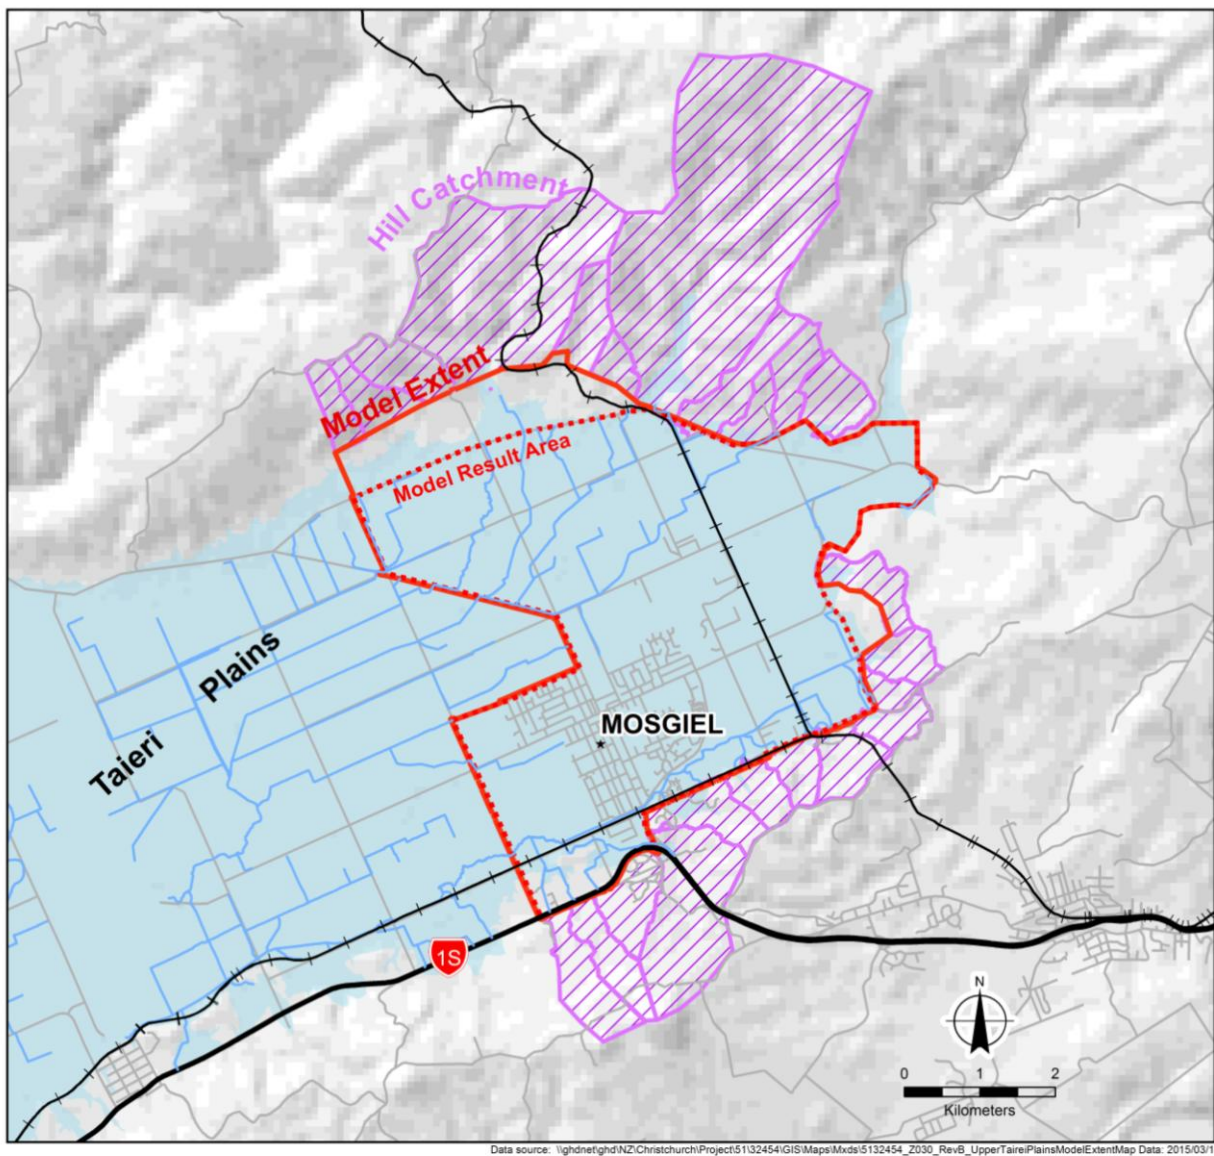 Hill Catchment
Model Extent
Model Result Area
Plains
Taieri
MOSGIEL
1S
N
0 1 2
Kilometers
Data source: \\ghdnet\ghd\NZ\Christchurch\Project\51\32454\GIS\Maps\Mxds\5132454_Z030_RevB_UpperTaireiPlainsModelExtentMap Data: 2015/03/1